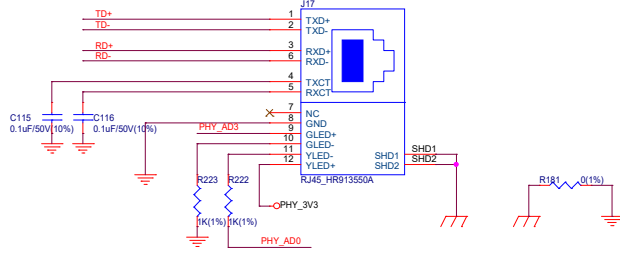 J17
TD+ 1 TXD+
TD- 2 TXD-
RD+ 3 RXD+
RD- 6 RXD-
4 TXCT
5 RXCT
C115 C116
0.1uF/50V(10%) 0.1uF/50V(10%)
7 NC
8 GND
PHY_AD3 9 GLED+
10 GLED-
11 YLED- SHD1 SHD1
12 YLED+ SHD2 SHD2
RJ45_HR913550A
R223 R222
R181 0(1%)
PHY_3V3
1K(1%) 1K(1%)
PHY_AD0